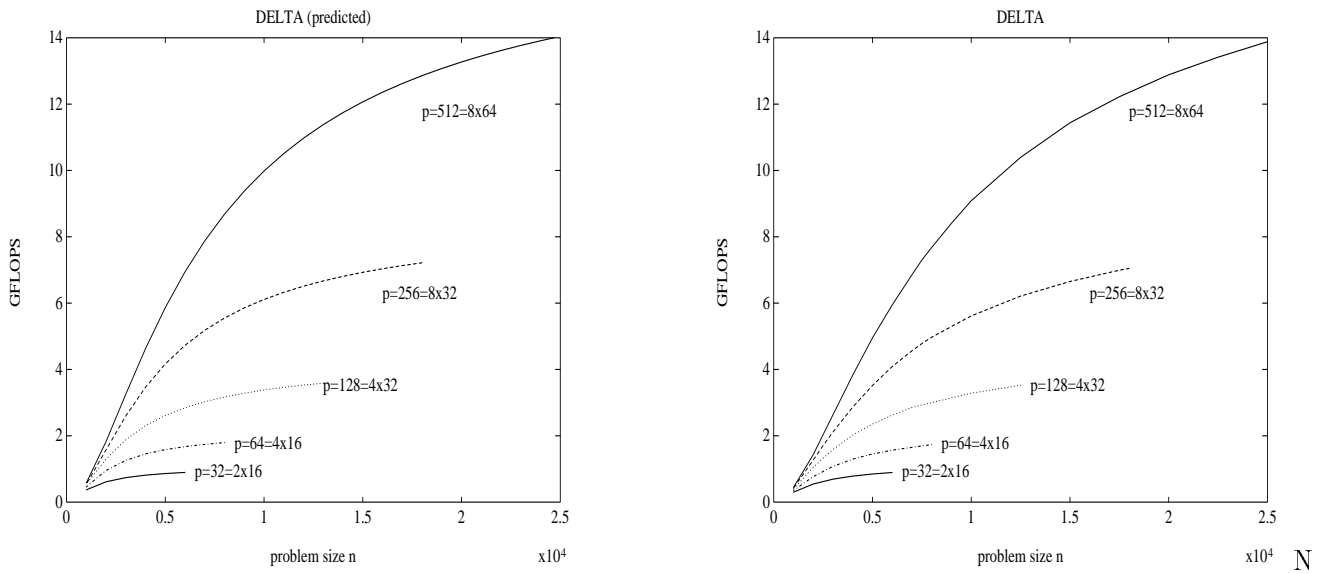 DELTA (predicted)
14
12
10
8
6
4
2
0
GFLOPS
p=512=8x64
p=256=8x32
p=128=4x32
p=64=4x16
p=32=2x16
0 0.5 1 1.5 2 2.5
problem size n
x10⁴
DELTA
14
12
10
8
6
4
2
0
GFLOPS
p=512=8x64
p=256=8x32
p=128=4x32
p=64=4x16
p=32=2x16
0 0.5 1 1.5 2 2.5
problem size n
x10⁴
N